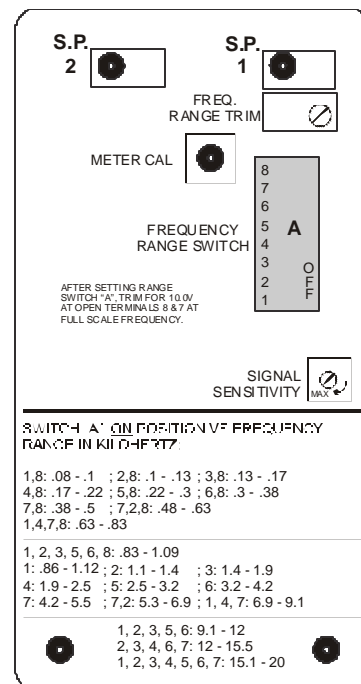 S.P.
2
S.P.
1
FREQ.
RANGE TRIM
METER CAL
8
7
6
5
4
3
2
1
A
OFF
FREQUENCY
RANGE SWITCH
AFTER SETTING RANGE
SWITCH "A", TRIM FOR 10.0V
AT OPEN TERMINALS 8 & 7 AT
FULL SCALE FREQUENCY.
SIGNAL
SENSITIVITY
MAX
SWITCH "A" ON POSITION VS FREQUENCY
RANGE IN KILOHERTZ:
1,8: .08 - .1 ; 2,8: .1 - .13 ; 3,8: .13 - .17
4,8: .17 - .22 ; 5,8: .22 - .3 ; 6,8: .3 - .38
7,8: .38 - .5 ; 7,2,8: .48 - .63
1,4,7,8: .63 - .83
1, 2, 3, 5, 6, 8: .83 - 1.09
1: .86 - 1.12 ; 2: 1.1 - 1.4 ; 3: 1.4 - 1.9
4: 1.9 - 2.5 ; 5: 2.5 - 3.2 ; 6: 3.2 - 4.2
7: 4.2 - 5.5 ; 7,2: 5.3 - 6.9 ; 1, 4, 7: 6.9 - 9.1
1, 2, 3, 5, 6: 9.1 - 12
2, 3, 4, 6, 7: 12 - 15.5
1, 2, 3, 4, 5, 6, 7: 15.1 - 20